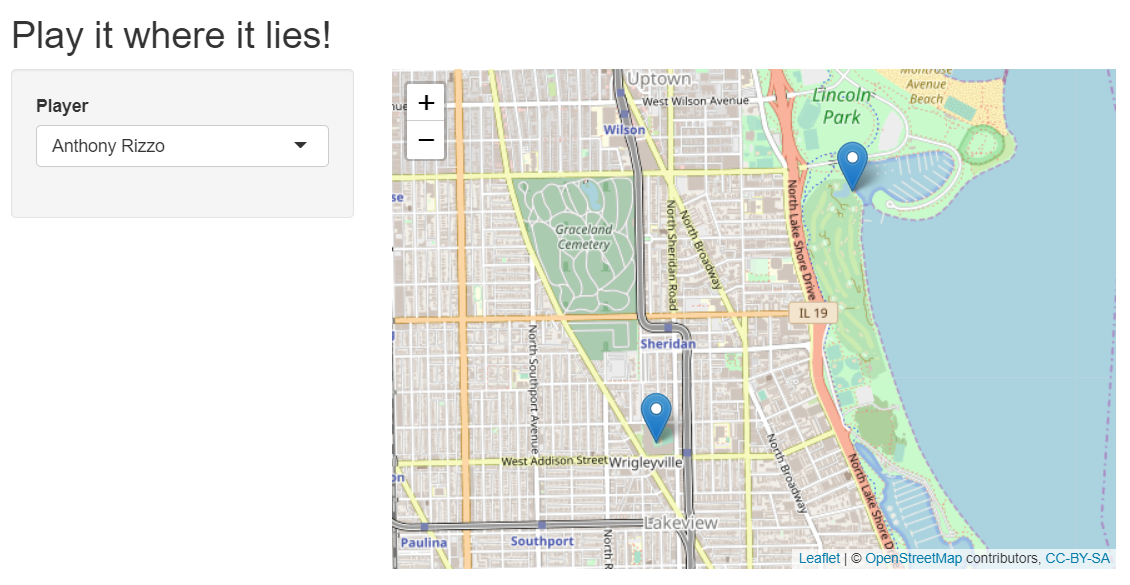 Play it where it lies!
Player
Anthony Rizzo
+
−
Uptown
West Wilson Avenue
Wilson
Montrose
Avenue
Beach
Lincoln
Park
Graceland
Cemetery
North Sheridan Road
North Broadway
North Lake Shore Drive
IL 19
Sheridan
North Southport Avenue
West Addison Street
Wrigleyville
North Broadway
North Lake Shore D
Lakeview
Paulina
Southport
North R
Leaflet | © OpenStreetMap contributors, CC-BY-SA